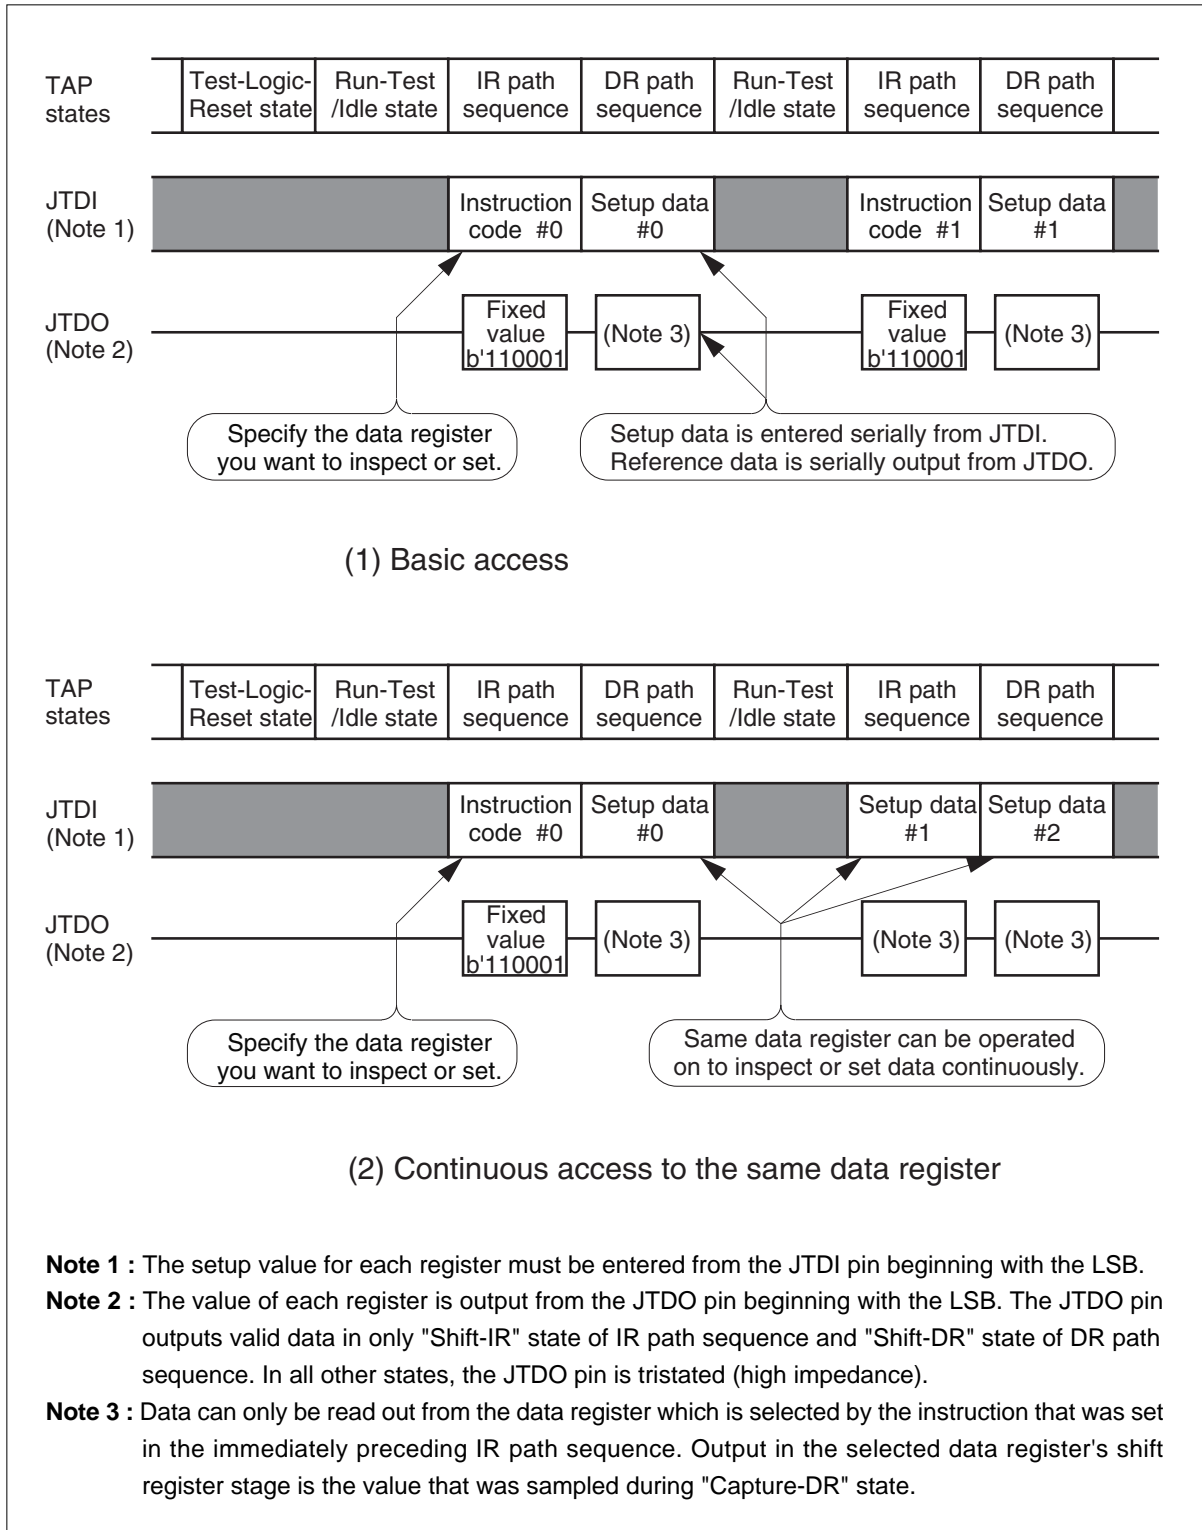 TAP
states
Test-Logic-
Reset state
Run-Test
/Idle state
IR path
sequence
DR path
sequence
Run-Test
/Idle state
IR path
sequence
DR path
sequence
JTDI
(Note 1)
Instruction
code #0
Setup data
#0
Instruction
code #1
Setup data
#1
JTDO
(Note 2)
Fixed
value
b'110001
(Note 3)
Fixed
value
b'110001
(Note 3)
Specify the data register
you want to inspect or set.
Setup data is entered serially from JTDI.
Reference data is serially output from JTDO.
(1) Basic access
TAP
states
Test-Logic-
Reset state
Run-Test
/Idle state
IR path
sequence
DR path
sequence
Run-Test
/Idle state
IR path
sequence
DR path
sequence
JTDI
(Note 1)
Instruction
code #0
Setup data
#0
Setup data
#1
Setup data
#2
JTDO
(Note 2)
Fixed
value
b'110001
(Note 3)
(Note 3)
(Note 3)
Specify the data register
you want to inspect or set.
Same data register can be operated
on to inspect or set data continuously.
(2) Continuous access to the same data register
Note 1 : The setup value for each register must be entered from the JTDI pin beginning with the LSB.
Note 2 : The value of each register is output from the JTDO pin beginning with the LSB. The JTDO pin
outputs valid data in only "Shift-IR" state of IR path sequence and "Shift-DR" state of DR path
sequence. In all other states, the JTDO pin is tristated (high impedance).
Note 3 : Data can only be read out from the data register which is selected by the instruction that was set
in the immediately preceding IR path sequence. Output in the selected data register's shift
register stage is the value that was sampled during "Capture-DR" state.